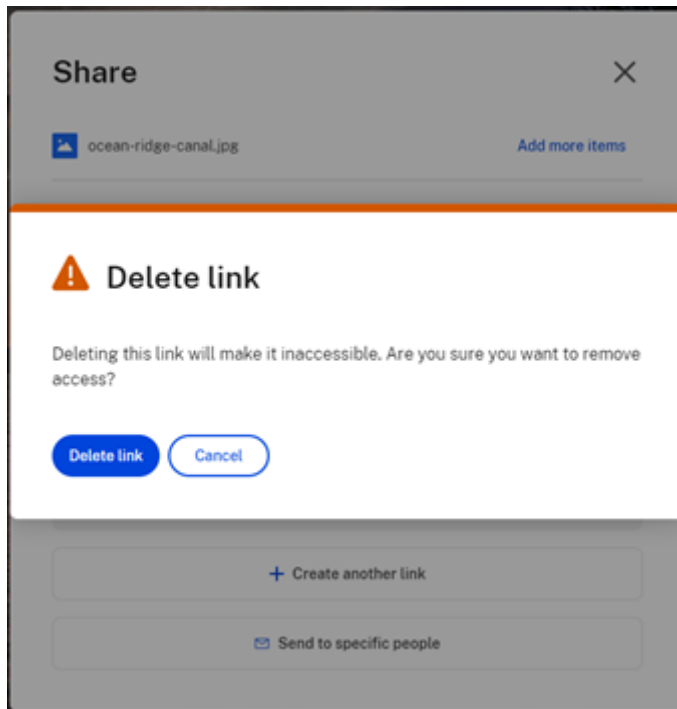 Share
ocean-ridge-canal.jpg Add more items
Delete link
Deleting this link will make it inaccessible. Are you sure you want to remove
access?
Delete link Cancel
+ Create another link
Send to specific people